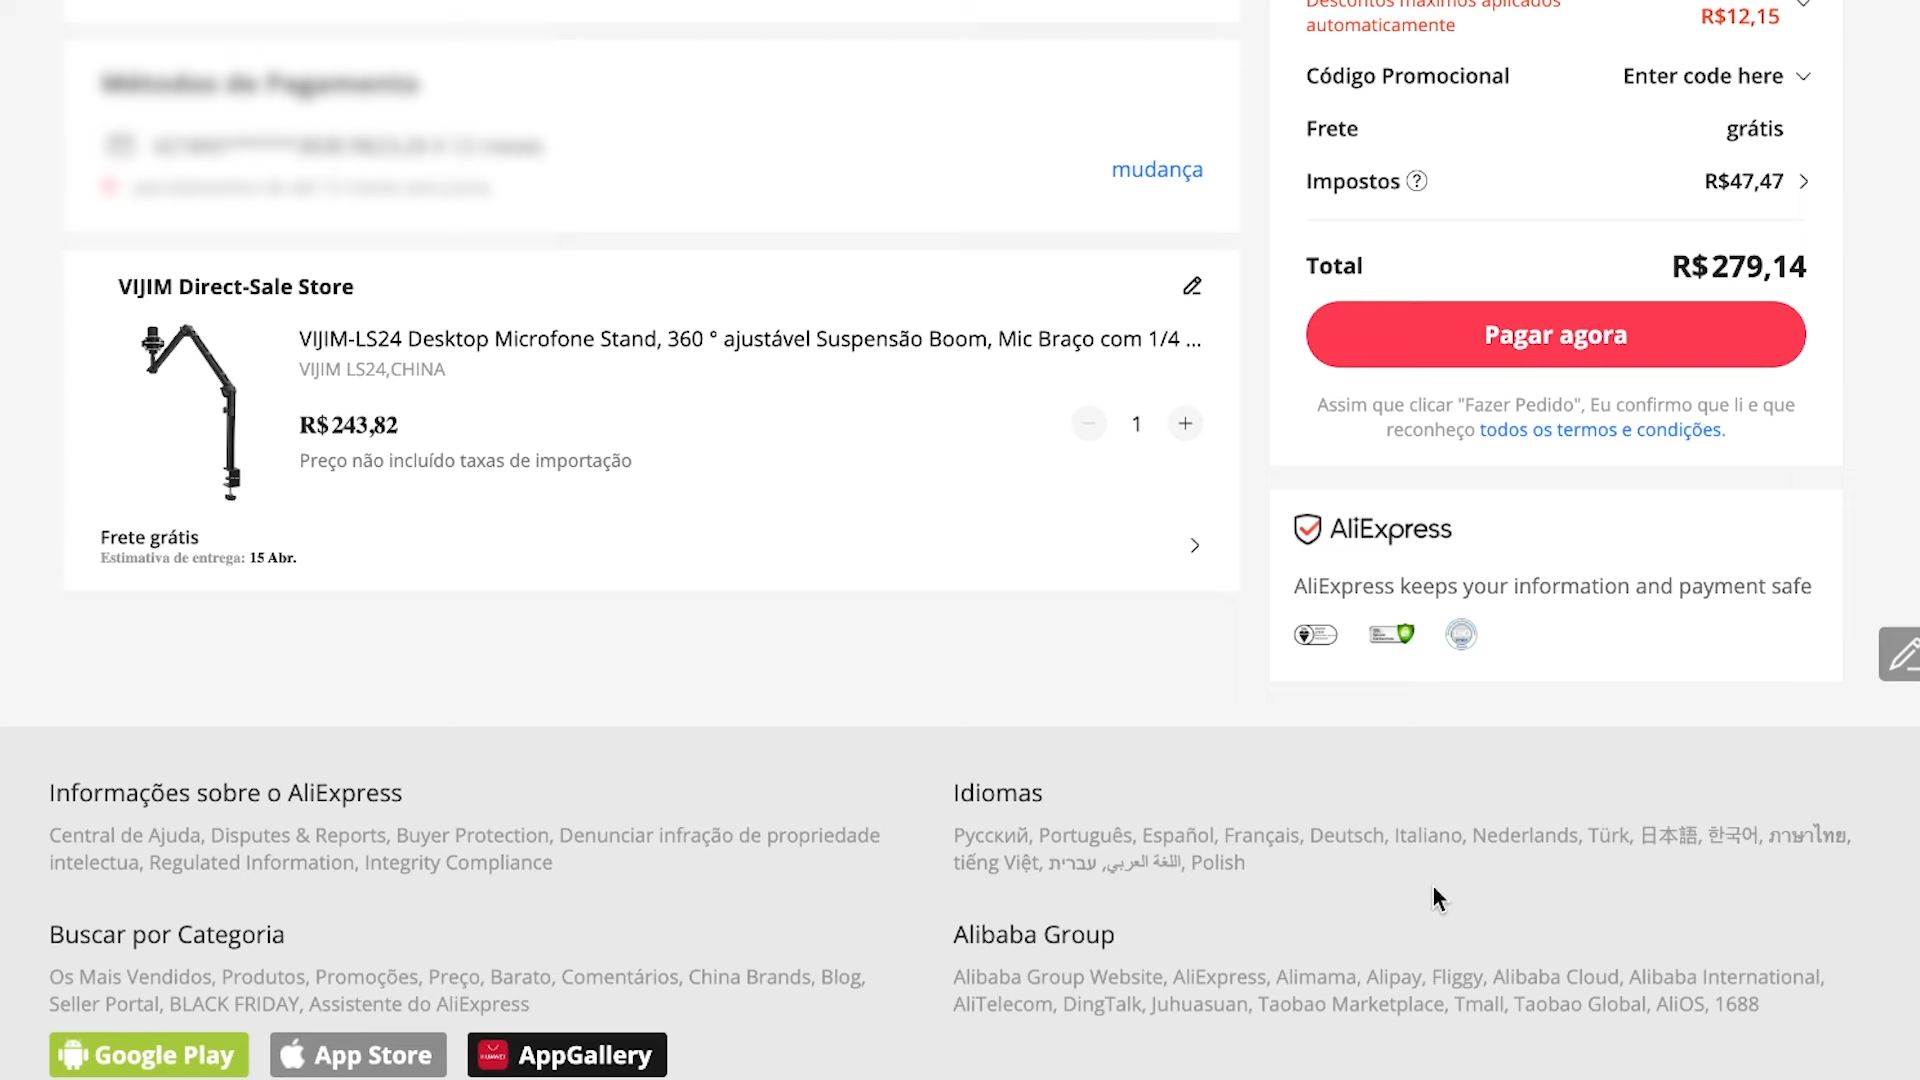 mudança
VIJIM Direct-Sale Store
VIJIM-LS24 Desktop Microfone Stand, 360 ° ajustável Suspensão Boom, Mic Braço com 1/4 ...
VIJIM LS24,CHINA
R$243,82
1
Preço não incluído taxas de importação
Frete grátis
Estimativa de entrega: 15 Abr.
Descontos máximos aplicados
automaticamente
R$12,15
Código Promocional
Enter code here
Frete
grátis
Impostos ?
R$47,47
Total
R$279,14
Pagar agora
Assim que clicar "Fazer Pedido", Eu confirmo que li e que
reconheço todos os termos e condições.
AliExpress
AliExpress keeps your information and payment safe
Informações sobre o AliExpress
Central de Ajuda, Disputes & Reports, Buyer Protection, Denunciar infração de propriedade
intelectua, Regulated Information, Integrity Compliance
Idiomas
Pусский, Português, Español, Français, Deutsch, Italiano, Nederlands, Türk, 日本語, 한국어, ภาษาไทย,
tiếng Việt, اللغة العربي, עברית, Polish
Buscar por Categoria
Os Mais Vendidos, Produtos, Promoções, Preço, Barato, Comentários, China Brands, Blog,
Seller Portal, BLACK FRIDAY, Assistente do AliExpress
Alibaba Group
Alibaba Group Website, AliExpress, Alimama, Alipay, Fliggy, Alibaba Cloud, Alibaba International,
AliTelecom, DingTalk, Juhuasuan, Taobao Marketplace, Tmall, Taobao Global, AliOS, 1688
Google Play
App Store
HUAWEI
AppGallery